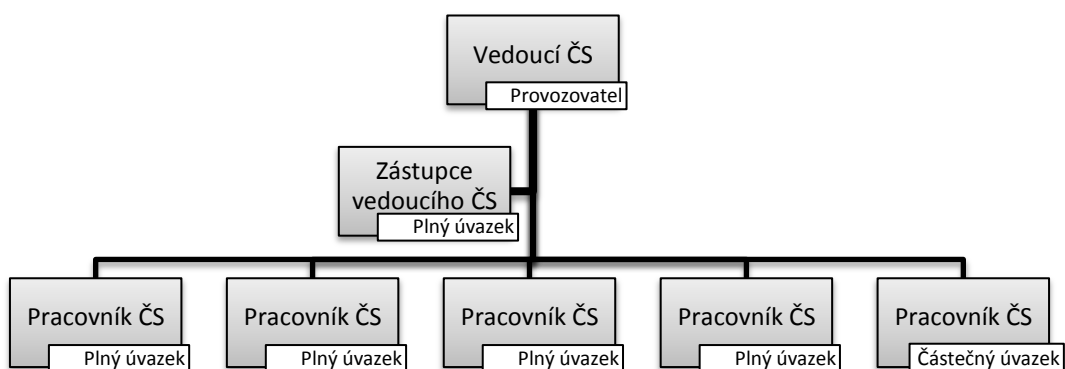 Vedoucí ČS
Provozovatel
Zástupce
vedoucího ČS
Plný úvazek
Pracovník ČS
Plný úvazek
Pracovník ČS
Plný úvazek
Pracovník ČS
Plný úvazek
Pracovník ČS
Plný úvazek
Pracovník ČS
Částečný úvazek